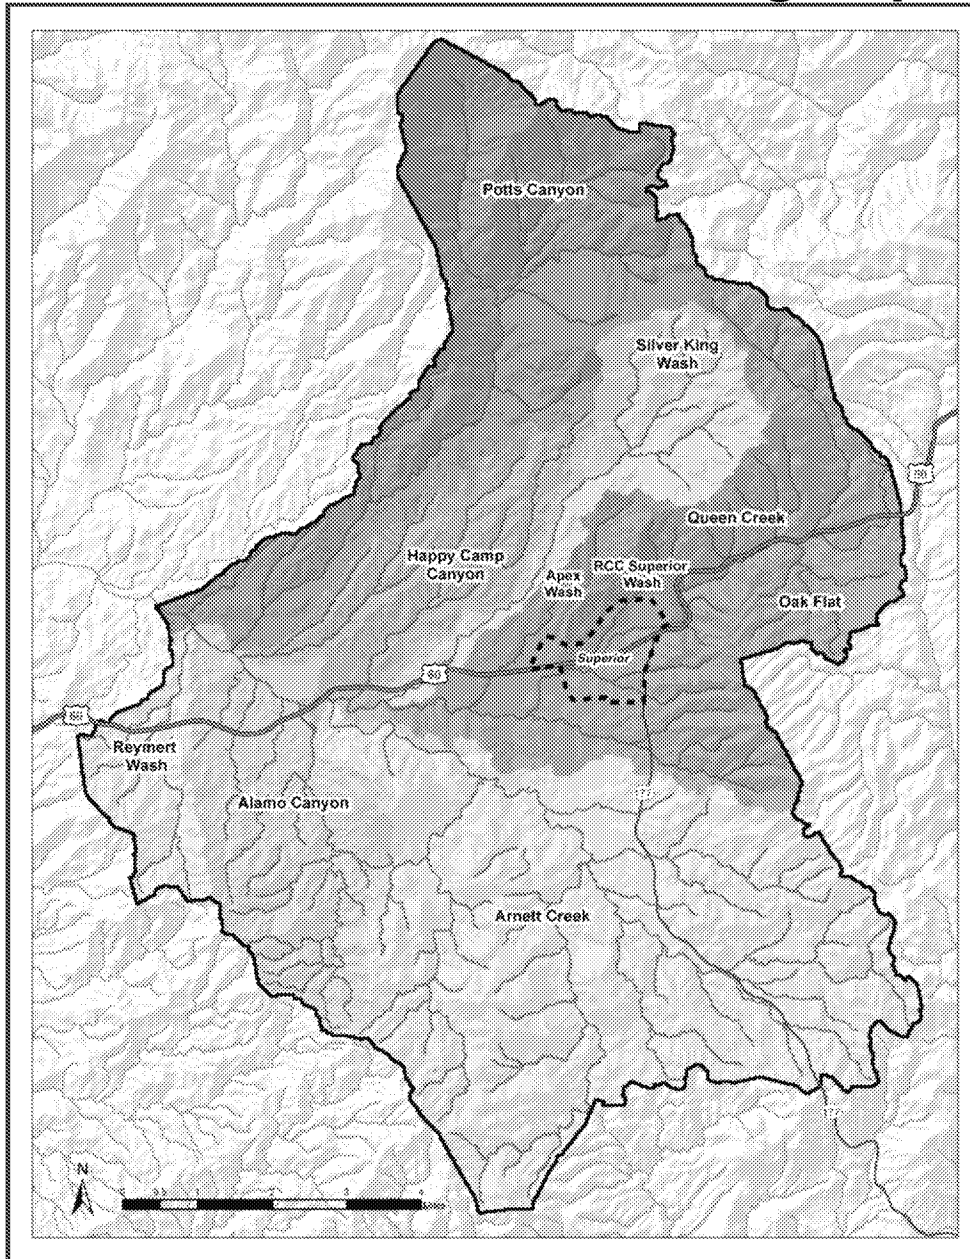 Potts Canyon
Silver King
Wash
Queen Creek
Happy Camp
Canyon
Apex
Wash
RCC Superior
Wash
Oak Flat
Superior
60
Reymert
Wash
Alamo Canyon
177
Arnett Creek
177
N